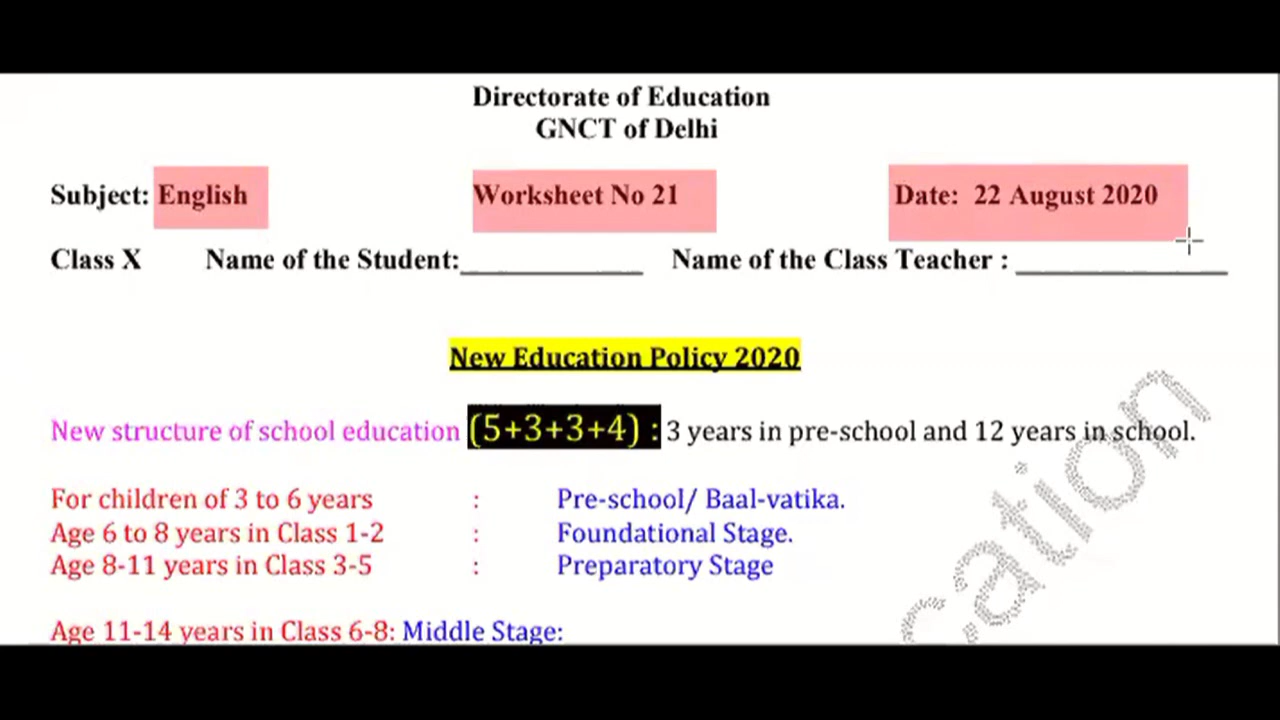 Directorate of Education
GNCT of Delhi
Subject: English Worksheet No 21 Date: 22 August 2020
Class X Name of the Student:____________ Name of the Class Teacher : ______________
New Education Policy 2020
New structure of school education (5+3+3+4) : 3 years in pre-school and 12 years in school.
For children of 3 to 6 years : Pre-school/ Baal-vatika.
Age 6 to 8 years in Class 1-2 : Foundational Stage.
Age 8-11 years in Class 3-5 : Preparatory Stage
Age 11-14 years in Class 6-8: Middle Stage:
cation